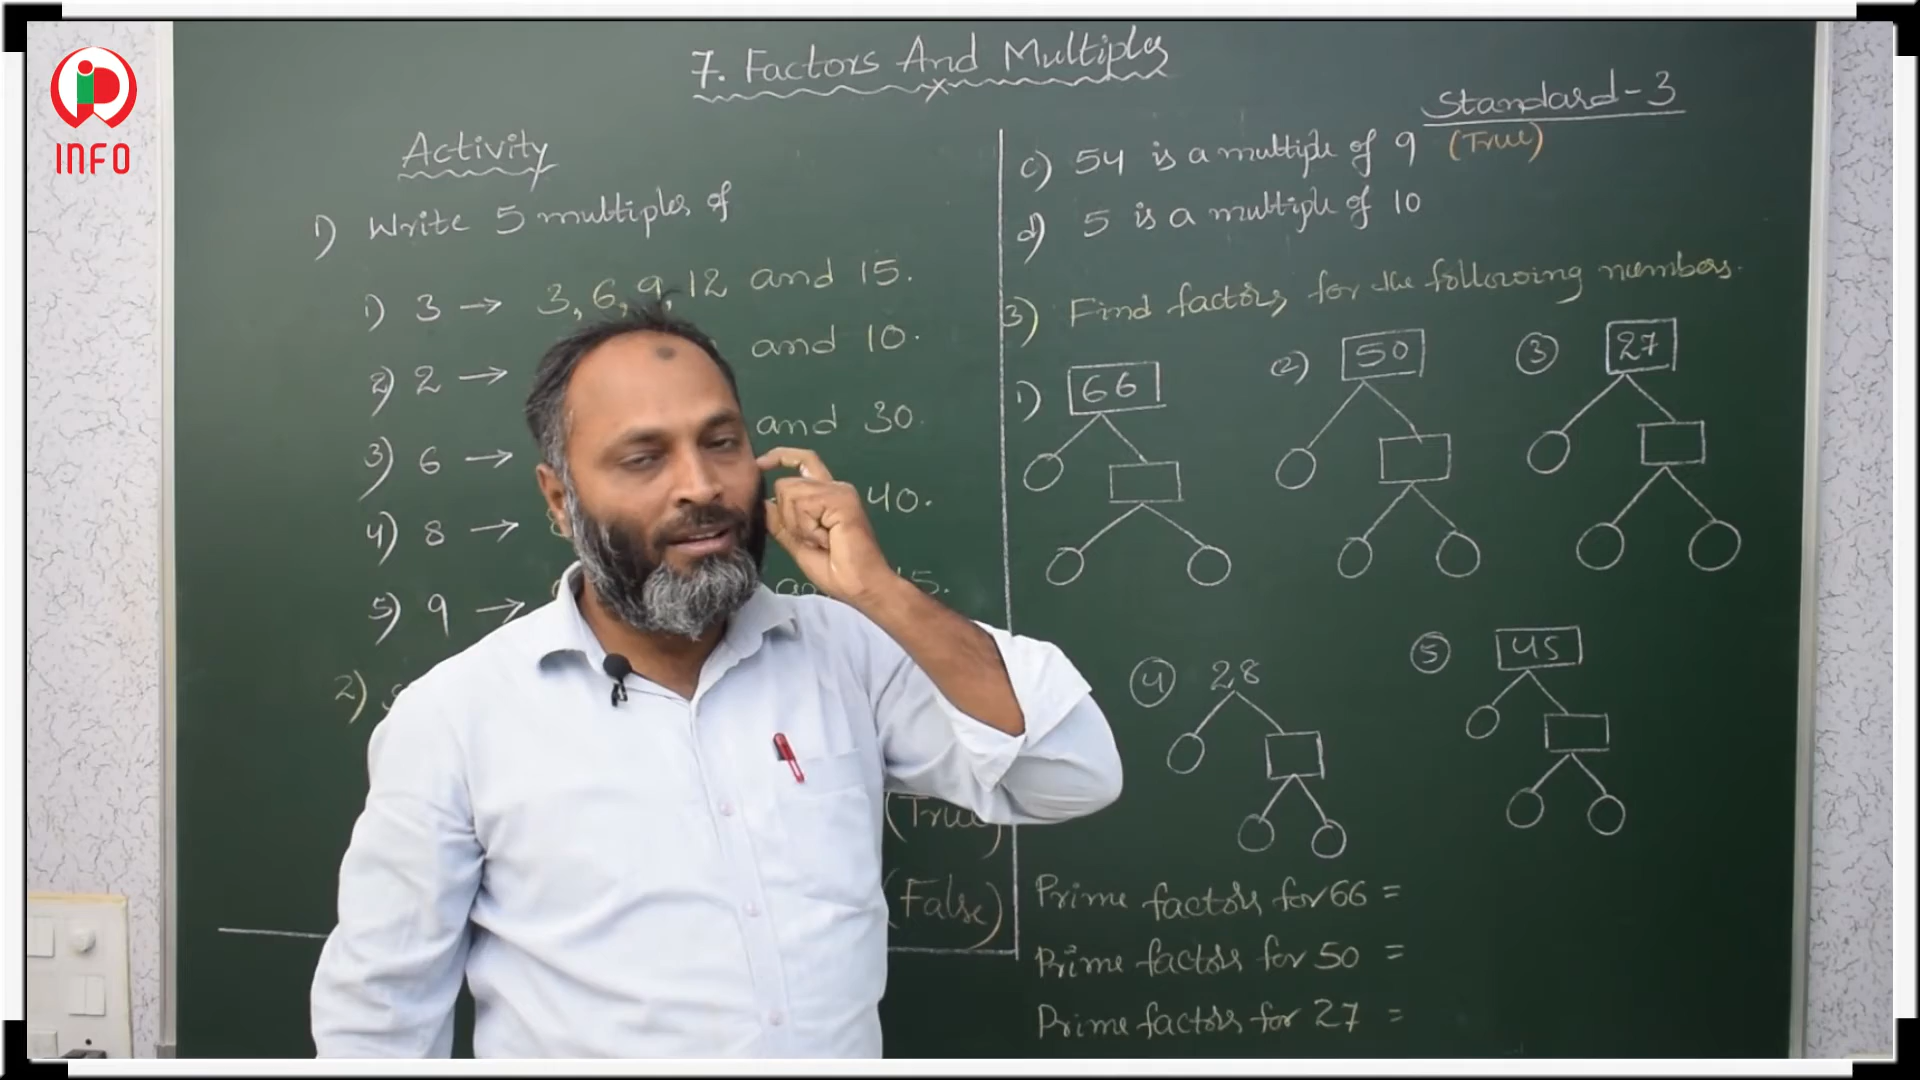 INFO
7. Factors And Multiples
Standard-3
Activity
1) Write 5 multiples of
1) 3 → 3, 6, 9, 12 and 15.
2) 2 → and 10.
3) 6 → and 30.
4) 8 → 40.
5) 9 →
2)
(True)
(False)
c) 54 is a multiple of 9 (True)
d) 5 is a multiple of 10
3) Find factors for the following numbers.
1) 66
(2) 50
3 27
4 28
5 45
Prime factors for 66 =
Prime factors for 50 =
Prime factors for 27 =